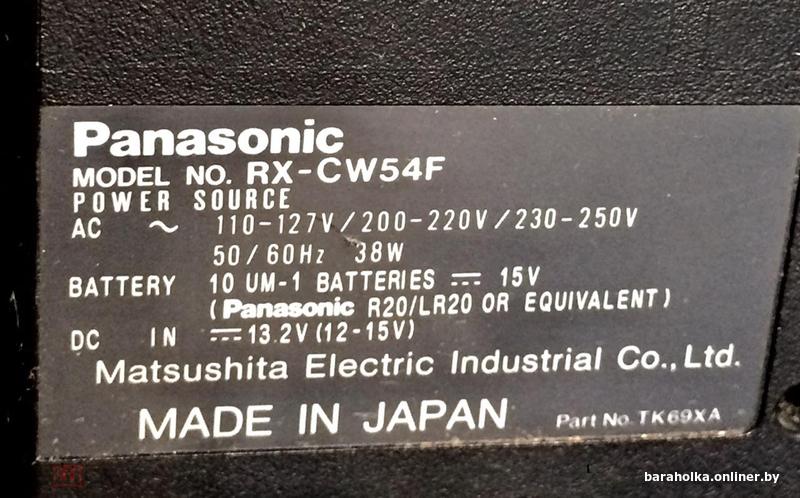 Panasonic
MODEL NO. RX-CW54F
POWER SOURCE
AC ~ 110-127V/200-220V/230-250V
50/60Hz 38W
BATTERY 10 UM-1 BATTERIES ⎓ 15V
(Panasonic R20/LR20 OR EQUIVALENT)
DC IN ⎓ 13.2V (12-15V)
Matsushita Electric Industrial Co., Ltd.
MADE IN JAPAN Part No. TK69XA
baraholka.onliner.by